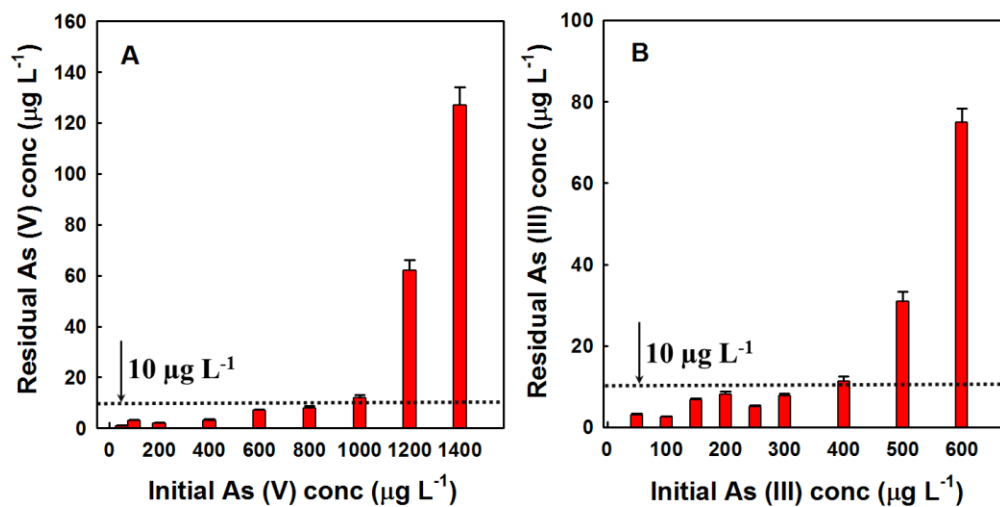 A
Residual As (V) conc (µg L⁻¹)
160
140
120
100
80
60
40
20
0
10 µg L⁻¹
0 200 400 600 800 1000 1200 1400
Initial As (V) conc (µg L⁻¹)
B
Residual As (III) conc (µg L⁻¹)
100
80
60
40
20
0
10 µg L⁻¹
0 100 200 300 400 500 600
Initial As (III) conc (µg L⁻¹)